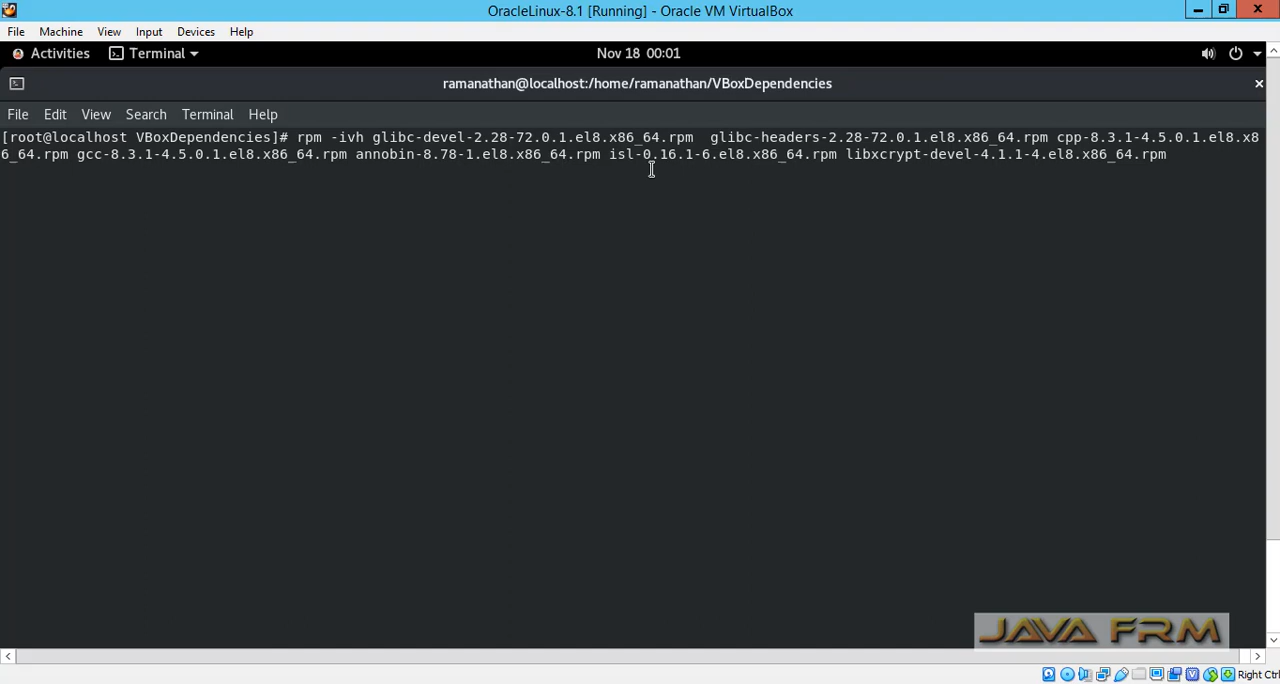 OracleLinux-8.1 [Running] - Oracle VM VirtualBox
File Machine View Input Devices Help
Activities Terminal Nov 18 00:01
ramanathan@localhost:/home/ramanathan/VBoxDependencies
File Edit View Search Terminal Help
[root@localhost VBoxDependencies]# rpm -ivh glibc-devel-2.28-72.0.1.el8.x86_64.rpm  glibc-headers-2.28-72.0.1.el8.x86_64.rpm cpp-8.3.1-4.5.0.1.el8.x8
6_64.rpm gcc-8.3.1-4.5.0.1.el8.x86_64.rpm annobin-8.78-1.el8.x86_64.rpm isl-0.16.1-6.el8.x86_64.rpm libxcrypt-devel-4.1.1-4.el8.x86_64.rpm
JAVA FRM
Right Ctrl